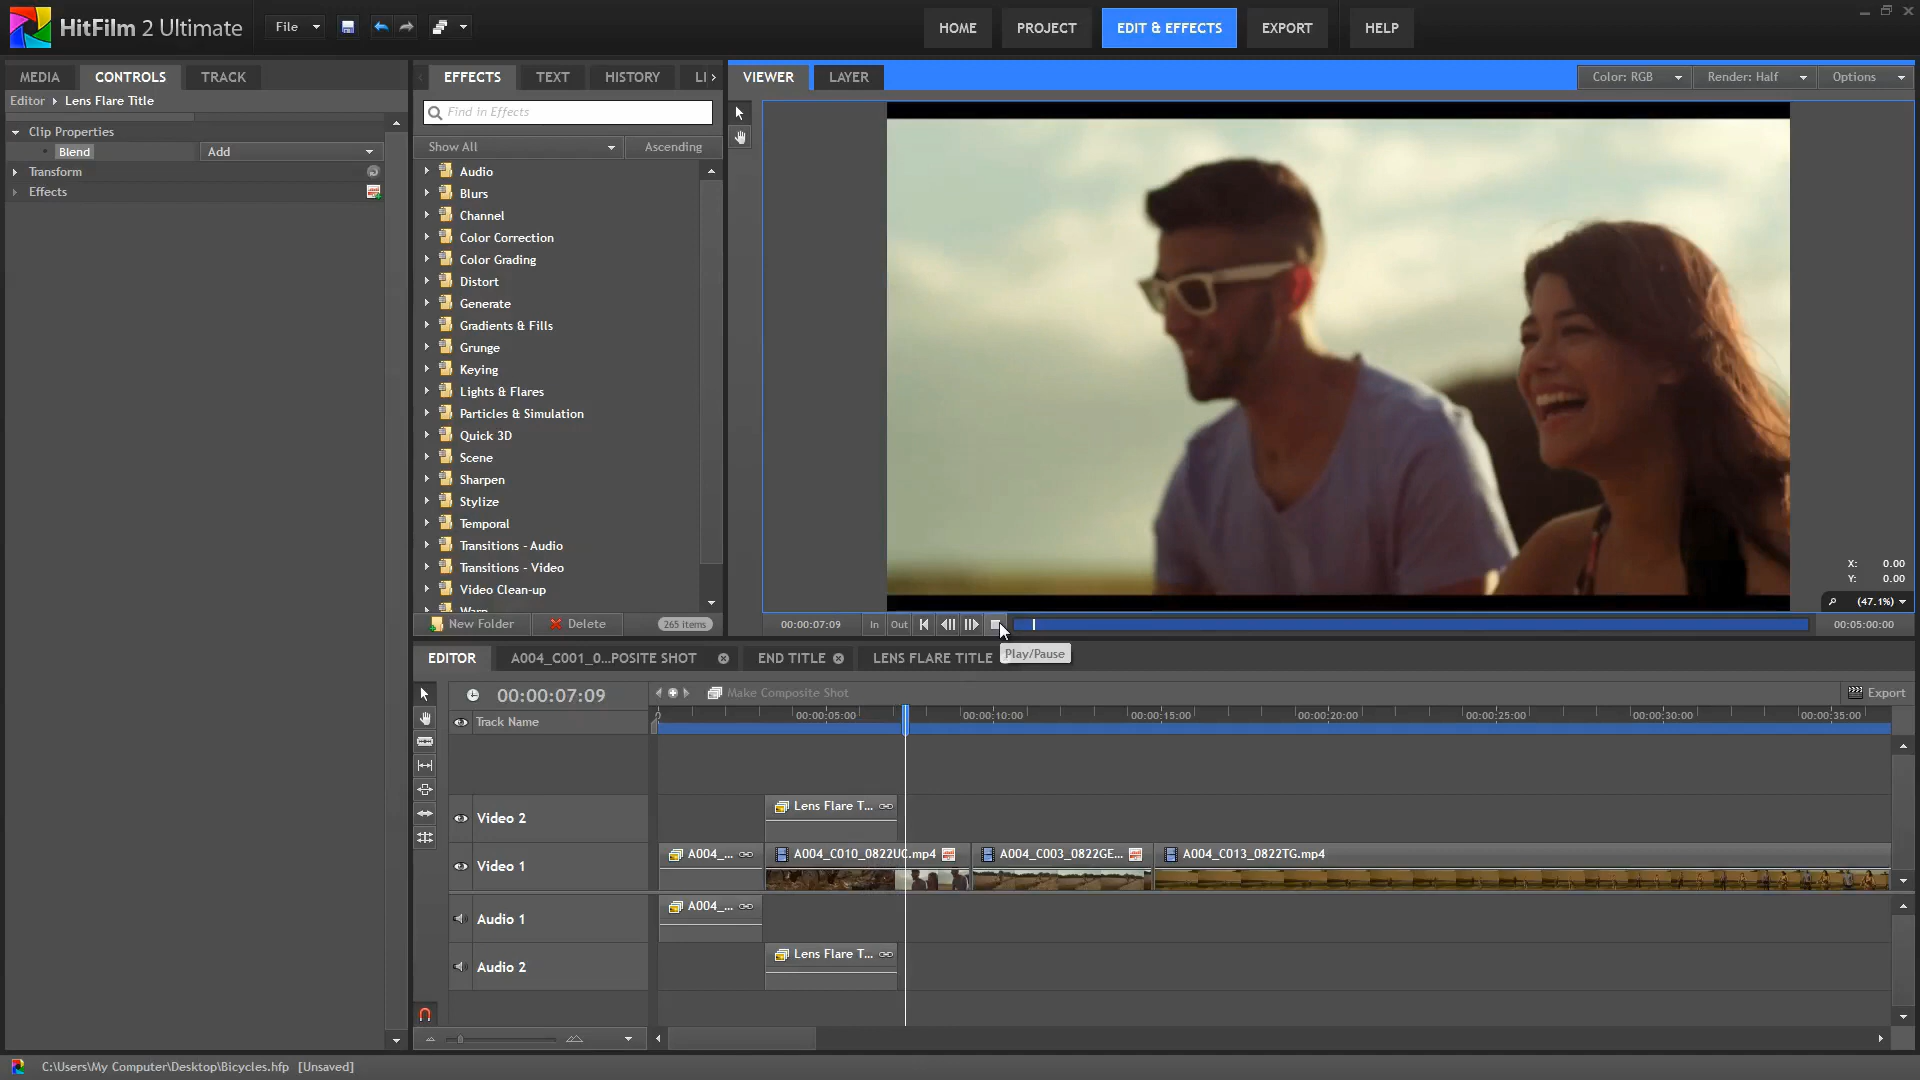 HitFilm 2 Ultimate
File
HOME
PROJECT
EDIT & EFFECTS
EXPORT
HELP
MEDIA
CONTROLS
TRACK
Editor
Lens Flare Title
Clip Properties
Blend
Add
Transform
Effects
EFFECTS
TEXT
HISTORY
LI
Show All
Ascending
Find in Effects
Audio
Blurs
Channel
Color Correction
Color Grading
Distort
Generate
Gradients & Fills
Grunge
Keying
Lights & Flares
Particles & Simulation
Quick 3D
Scene
Sharpen
Stylize
Temporal
Transitions - Audio
Transitions - Video
Video Clean-up
Warp
New Folder
Delete
265 items
VIEWER
LAYER
Color: RGB
Render: Half
Options
X: 0.00
Y: 0.00
(47.1%)
00:00:07:09
In
Out
00:05:00:00
Play/Pause
EDITOR
A004_C001_0...POSITE SHOT
END TITLE
LENS FLARE TITLE
00:00:07:09
Make Composite Shot
Export
Track Name
0
00:00:05:00
00:00:10:00
00:00:15:00
00:00:20:00
00:00:25:00
00:00:30:00
00:00:35:00
Video 2
Lens Flare T...
Video 1
A004_...
A004_C010_0822UC.mp4
A004_C003_0822GE...
A004_C013_0822TG.mp4
Audio 1
A004_...
Audio 2
Lens Flare T...
C:\Users\My Computer\Desktop\Bicycles.hfp [Unsaved]